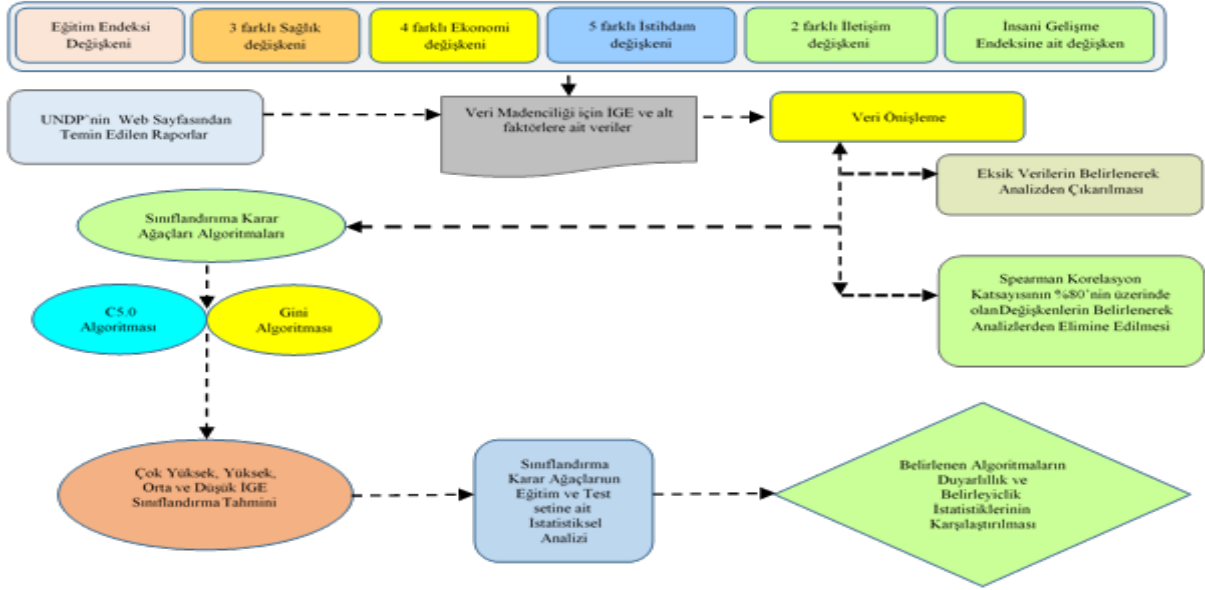 Eğitim Endeksi
Değişkeni
3 farklı Sağlık
değişkeni
4 farklı Ekonomi
değişkeni
5 farklı İstihdam
değişkeni
2 farklı İletişim
değişkeni
İnsani Gelişme
Endeksine ait değişken
UNDP'nin Web Sayfasından
Temin Edilen Raporlar
Veri Madenciliği için İGE ve alt
faktörlere ait veriler
Veri Önişleme
Eksik Verilerin Belirlenerek
Analizden Çıkarılması
Sınıflandırıma Karar
Ağaçları Algoritmaları
Spearman Korelasyon
Katsayısının %80'nin üzerinde
olanDeğişkenlerin Belirlenerek
Analizlerden Elimine Edilmesi
C5.0
Algoritması
Gini
Algoritması
Çok Yüksek, Yüksek,
Orta ve Düşük İGE
Sınıflandırma Tahmini
Sınıflandırma
Karar Ağaçlarıun
Eğitim ve Test
setine ait
İstatistiksel
Analizi
Belirlenen Algoritmaların
Duyarlıllık ve
Belirleyiclik
İstatistiklerinin
Karşılaştırılması